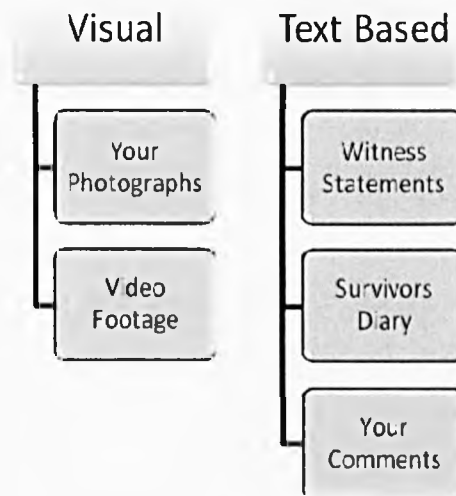 Visual
Your
Photographs
Video
Footage
Text Based
Witness
Statements
Survivors
Diary
Your
Comments